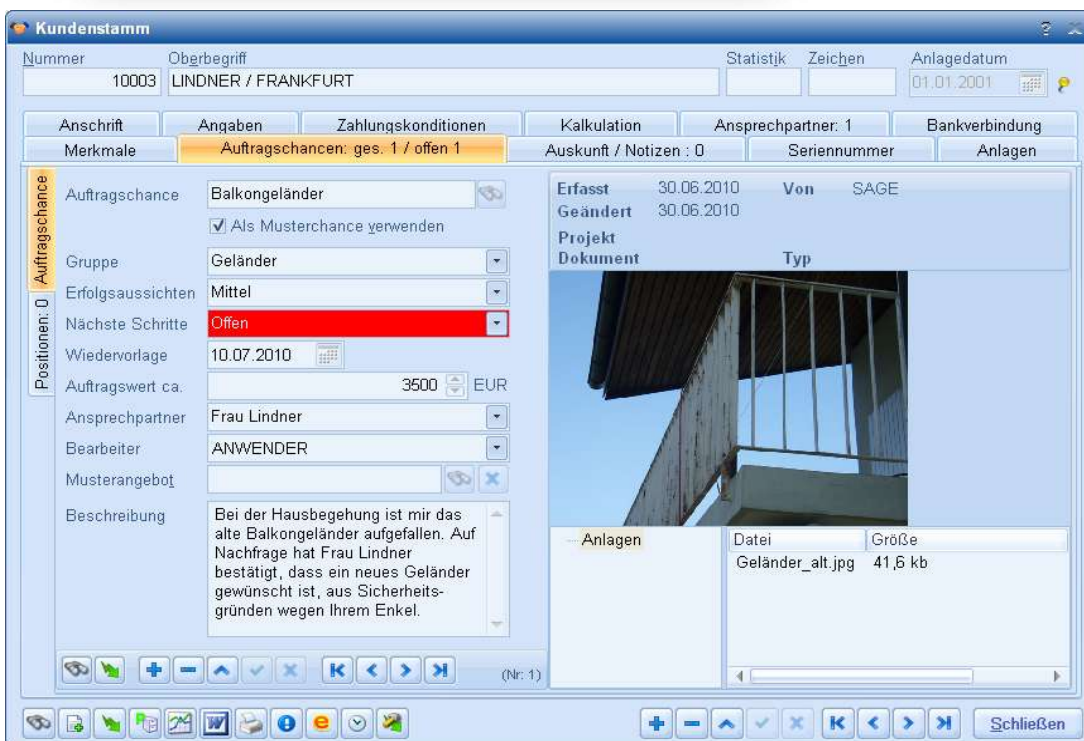 Kundenstamm
Nummer Oberbegriff Statistik Zeichen Anlagedatum
10003 LINDNER / FRANKFURT 01.01.2001
Anschrift Angaben Zahlungskonditionen Kalkulation Ansprechpartner: 1 Bankverbindung
Merkmale Auftragschancen: ges. 1 / offen 1 Auskunft / Notizen : 0 Seriennummer Anlagen
Auftragschance
Positionen: 0
Auftragschance Balkongeländer
Als Musterchance verwenden
Gruppe Geländer
Erfolgsaussichten Mittel
Nächste Schritte Offen
Wiedervorlage 10.07.2010
Auftragswert ca. 3500 EUR
Ansprechpartner Frau Lindner
Bearbeiter ANWENDER
Musterangebot
Beschreibung Bei der Hausbegehung ist mir das
alte Balkongeländer aufgefallen. Auf
Nachfrage hat Frau Lindner
bestätigt, dass ein neues Geländer
gewünscht ist, aus Sicherheits-
gründen wegen Ihrem Enkel.
(Nr: 1)
Erfasst 30.06.2010 Von SAGE
Geändert 30.06.2010
Projekt
Dokument Typ
Anlagen
Datei Größe
Geländer_alt.jpg 41,6 kb
Schließen